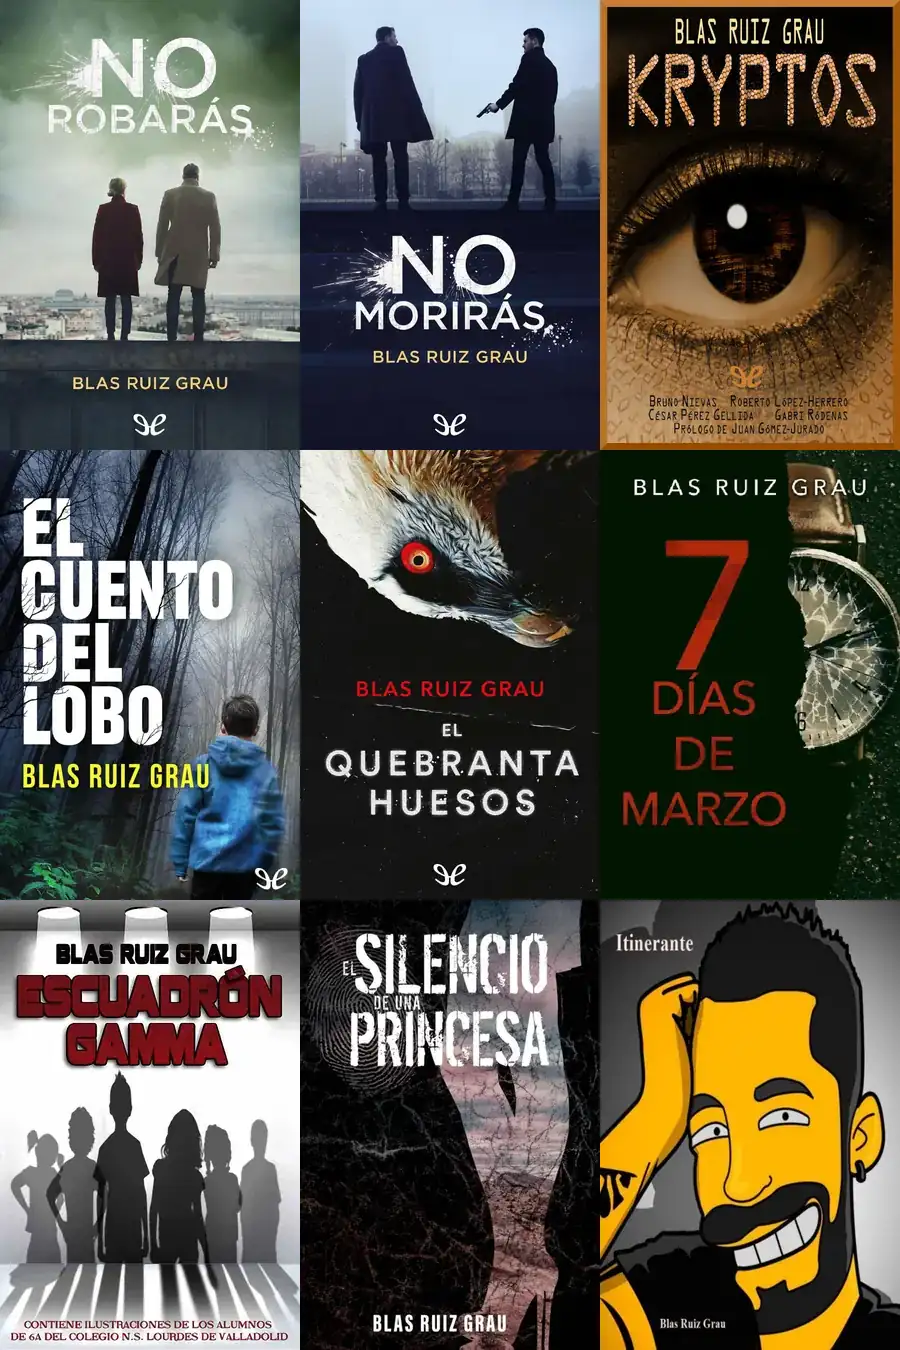 NO
ROBARÁS
BLAS RUIZ GRAU
NO
MORIRÁS
BLAS RUIZ GRAU
BLAS RUIZ GRAU
KRYPTOS
BRUNO NIEVAS ROBERTO LÓPEZ-HERRERO
CÉSAR PÉREZ GELLIDA GABRI RÓDENAS
PRÓLOGO DE JUAN GÓMEZ-JURADO
EL
CUENTO
DEL
LOBO
BLAS RUIZ GRAU
BLAS RUIZ GRAU
EL
QUEBRANTA
HUESOS
BLAS RUIZ GRAU
7
DÍAS
DE
MARZO
12
6
BLAS RUIZ GRAU
ESCUADRÓN
GAMMA
CONTIENE ILUSTRACIONES DE LOS ALUMNOS
DE 6A DEL COLEGIO N.S. LOURDES DE VALLADOLID
EL SILENCIO
DE UNA
PRINCESA
BLAS RUIZ GRAU
Itinerante
Blas Ruiz Grau